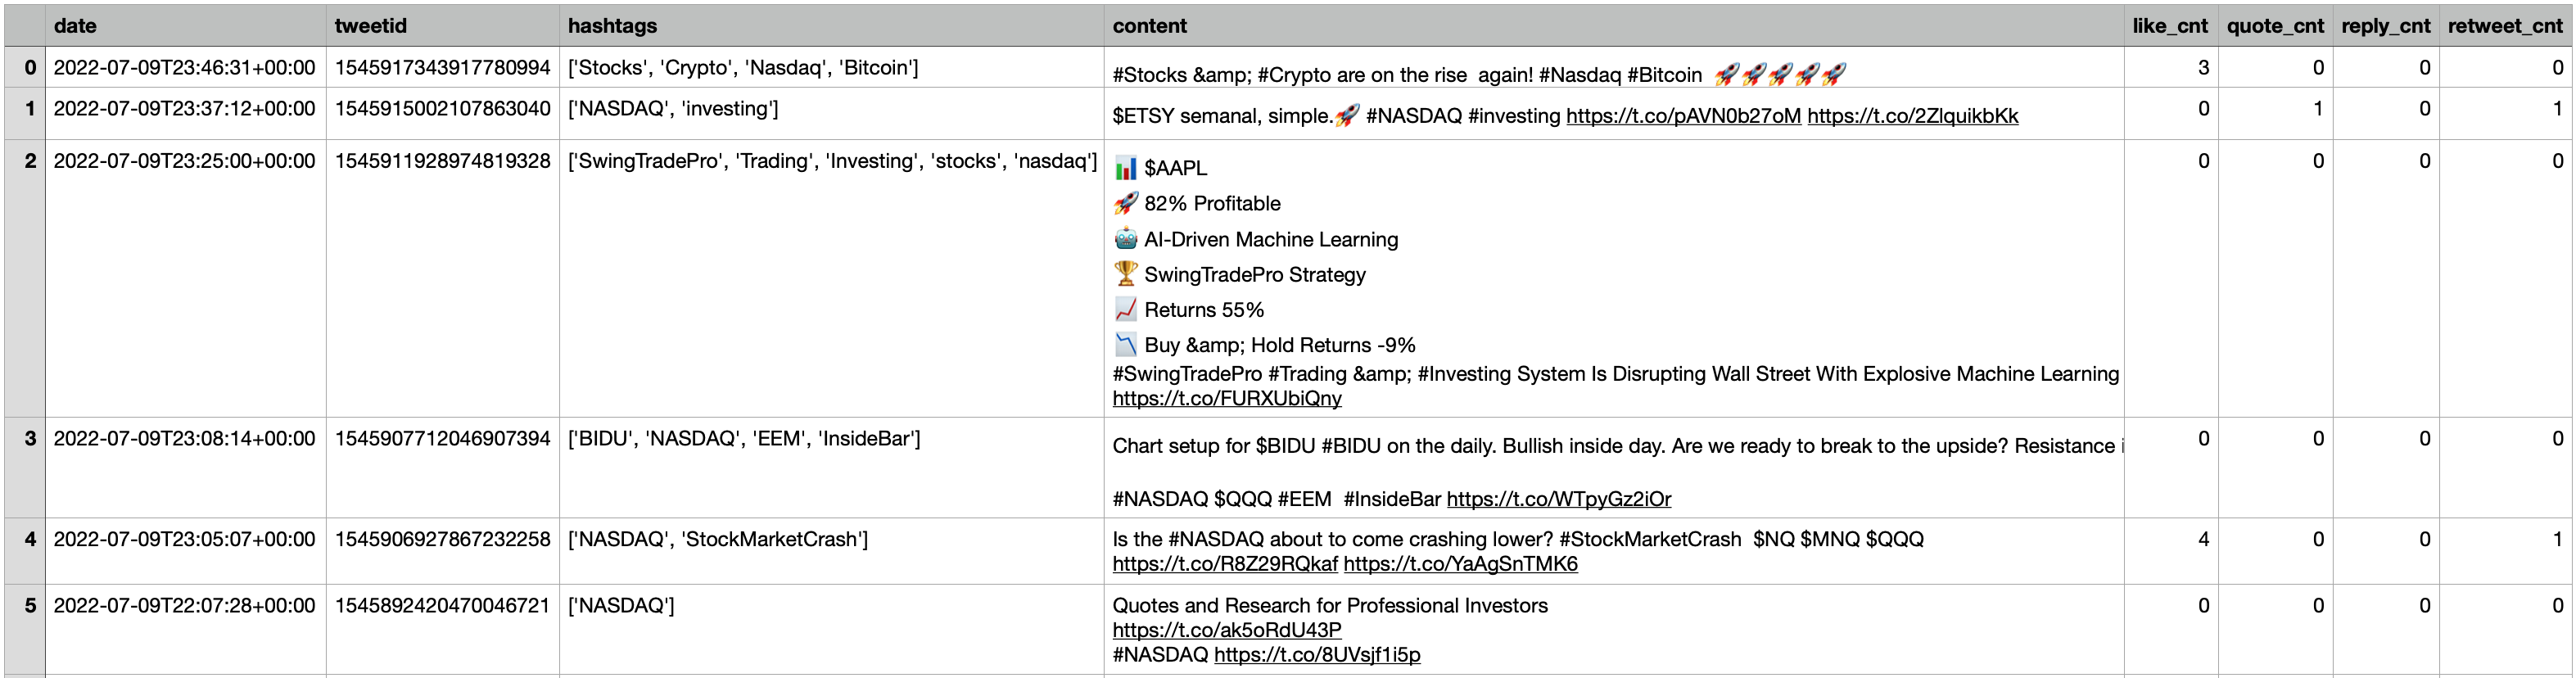 date tweetid hashtags content like_cnt quote_cnt reply_cnt retweet_cnt
0 2022-07-09T23:46:31+00:00 1545917343917780994 ['Stocks', 'Crypto', 'Nasdaq', 'Bitcoin'] #Stocks &amp; #Crypto are on the rise  again! #Nasdaq #Bitcoin 🚀🚀🚀🚀🚀 3 0 0 0
1 2022-07-09T23:37:12+00:00 1545915002107863040 ['NASDAQ', 'investing'] $ETSY semanal, simple.🚀 #NASDAQ #investing https://t.co/pAVN0b27oM https://t.co/2ZlquikbKk 0 1 0 1
2 2022-07-09T23:25:00+00:00 1545911928974819328 ['SwingTradePro', 'Trading', 'Investing', 'stocks', 'nasdaq'] 📊 $AAPL 0 0 0 0
🚀 82% Profitable
🤖 AI-Driven Machine Learning
🏆 SwingTradePro Strategy
📈 Returns 55%
📉 Buy &amp; Hold Returns -9%
#SwingTradePro #Trading &amp; #Investing System Is Disrupting Wall Street With Explosive Machine Learning
https://t.co/FURXUbiQny
3 2022-07-09T23:08:14+00:00 1545907712046907394 ['BIDU', 'NASDAQ', 'EEM', 'InsideBar'] Chart setup for $BIDU #BIDU on the daily. Bullish inside day. Are we ready to break to the upside? Resistance 0 0 0 0
#NASDAQ $QQQ #EEM  #InsideBar https://t.co/WTpyGz2iOr
4 2022-07-09T23:05:07+00:00 1545906927867232258 ['NASDAQ', 'StockMarketCrash'] Is the #NASDAQ about to come crashing lower? #StockMarketCrash  $NQ $MNQ $QQQ 4 0 0 1
https://t.co/R8Z29RQkaf https://t.co/YaAgSnTMK6
5 2022-07-09T22:07:28+00:00 1545892420470046721 ['NASDAQ'] Quotes and Research for Professional Investors 0 0 0 0
https://t.co/ak5oRdU43P
#NASDAQ https://t.co/8UVsjf1i5p